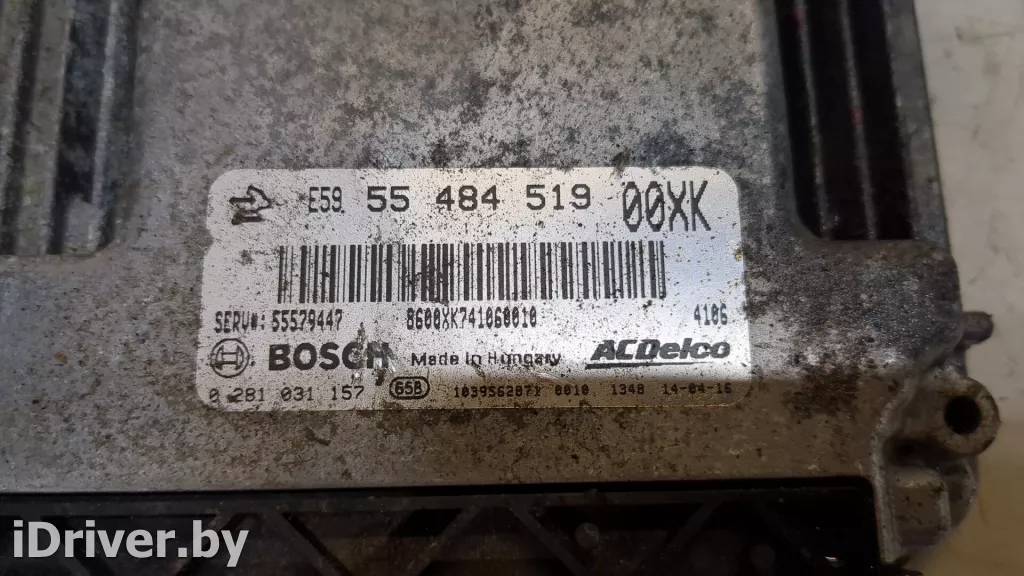 E59 55 484 519 00XK
SERV#: 55579447 8600XK741060010 4106
BOSCH Made in Hungary ACDelco
0 281 031 157 65B 1039S62871 0010 1348 14-04-16
iDriver.by